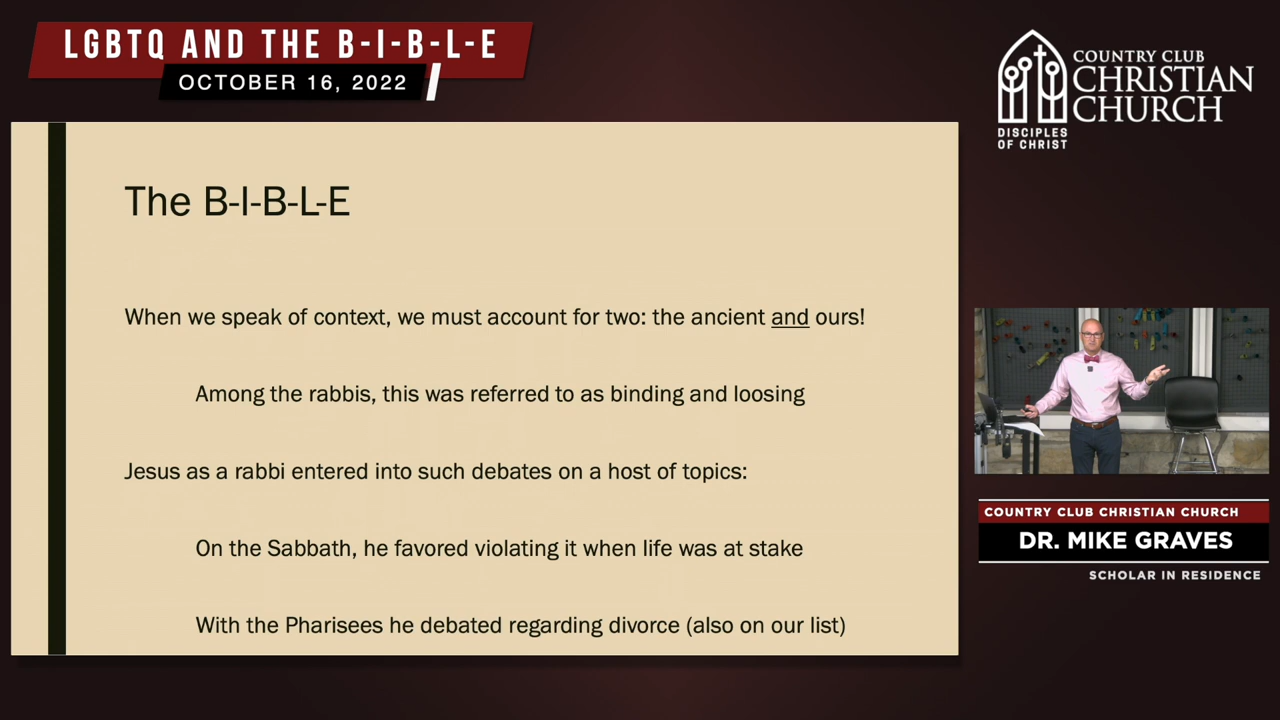 LGBTQ AND THE B-I-B-L-E
OCTOBER 16, 2022
COUNTRY CLUB
CHRISTIAN
CHURCH
DISCIPLES
OF CHRIST
The B-I-B-L-E
When we speak of context, we must account for two: the ancient and ours!
Among the rabbis, this was referred to as binding and loosing
Jesus as a rabbi entered into such debates on a host of topics:
On the Sabbath, he favored violating it when life was at stake
With the Pharisees he debated regarding divorce (also on our list)
COUNTRY CLUB CHRISTIAN CHURCH
DR. MIKE GRAVES
SCHOLAR IN RESIDENCE